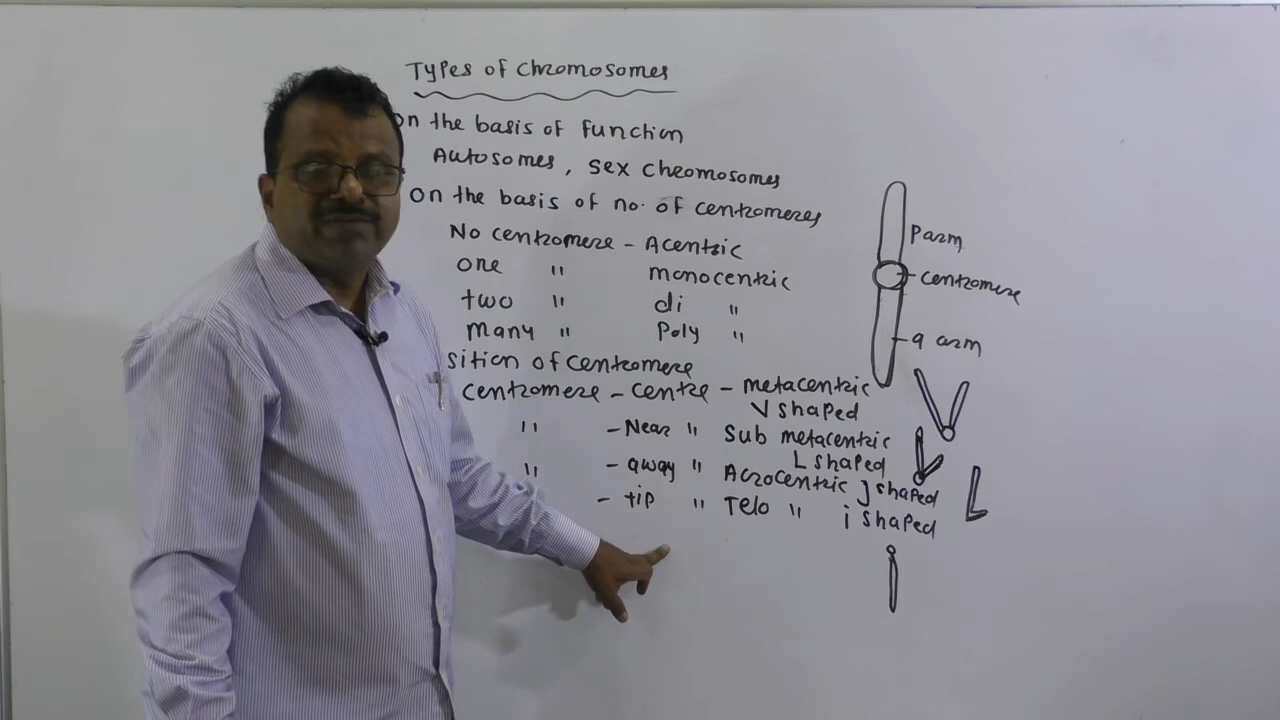 Types of Chromosomes
on the basis of function
Autosomes, sex cheomosomes
on the basis of no. of centromeres
No centromere - Acentric
one " monocentric
two " di "
many " Poly "
sition of centromere
centromere - centre - metacentric
V shaped
" - Near " Sub metacentric
L shaped
" - away " Acrocentric J shaped
- tip " Telo " i shaped
P arm
centromere
q arm